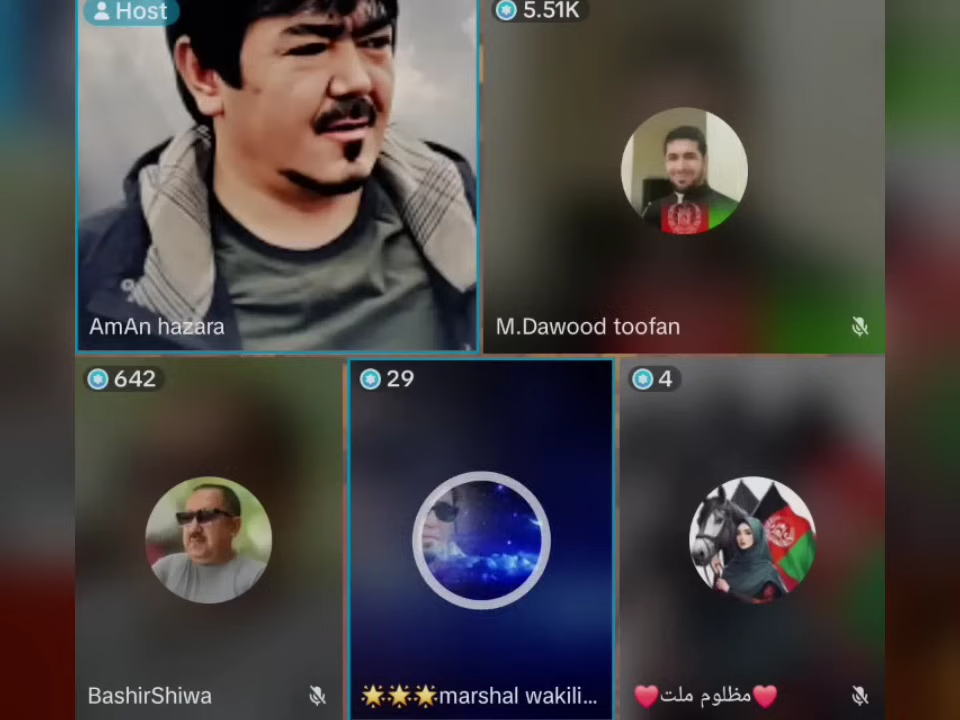 Host
5.51K
AmAn hazara
M.Dawood toofan
642
29
4
BashirShiwa
🌟🌟🌟marshal wakili...
❤️مظلوم ملت❤️